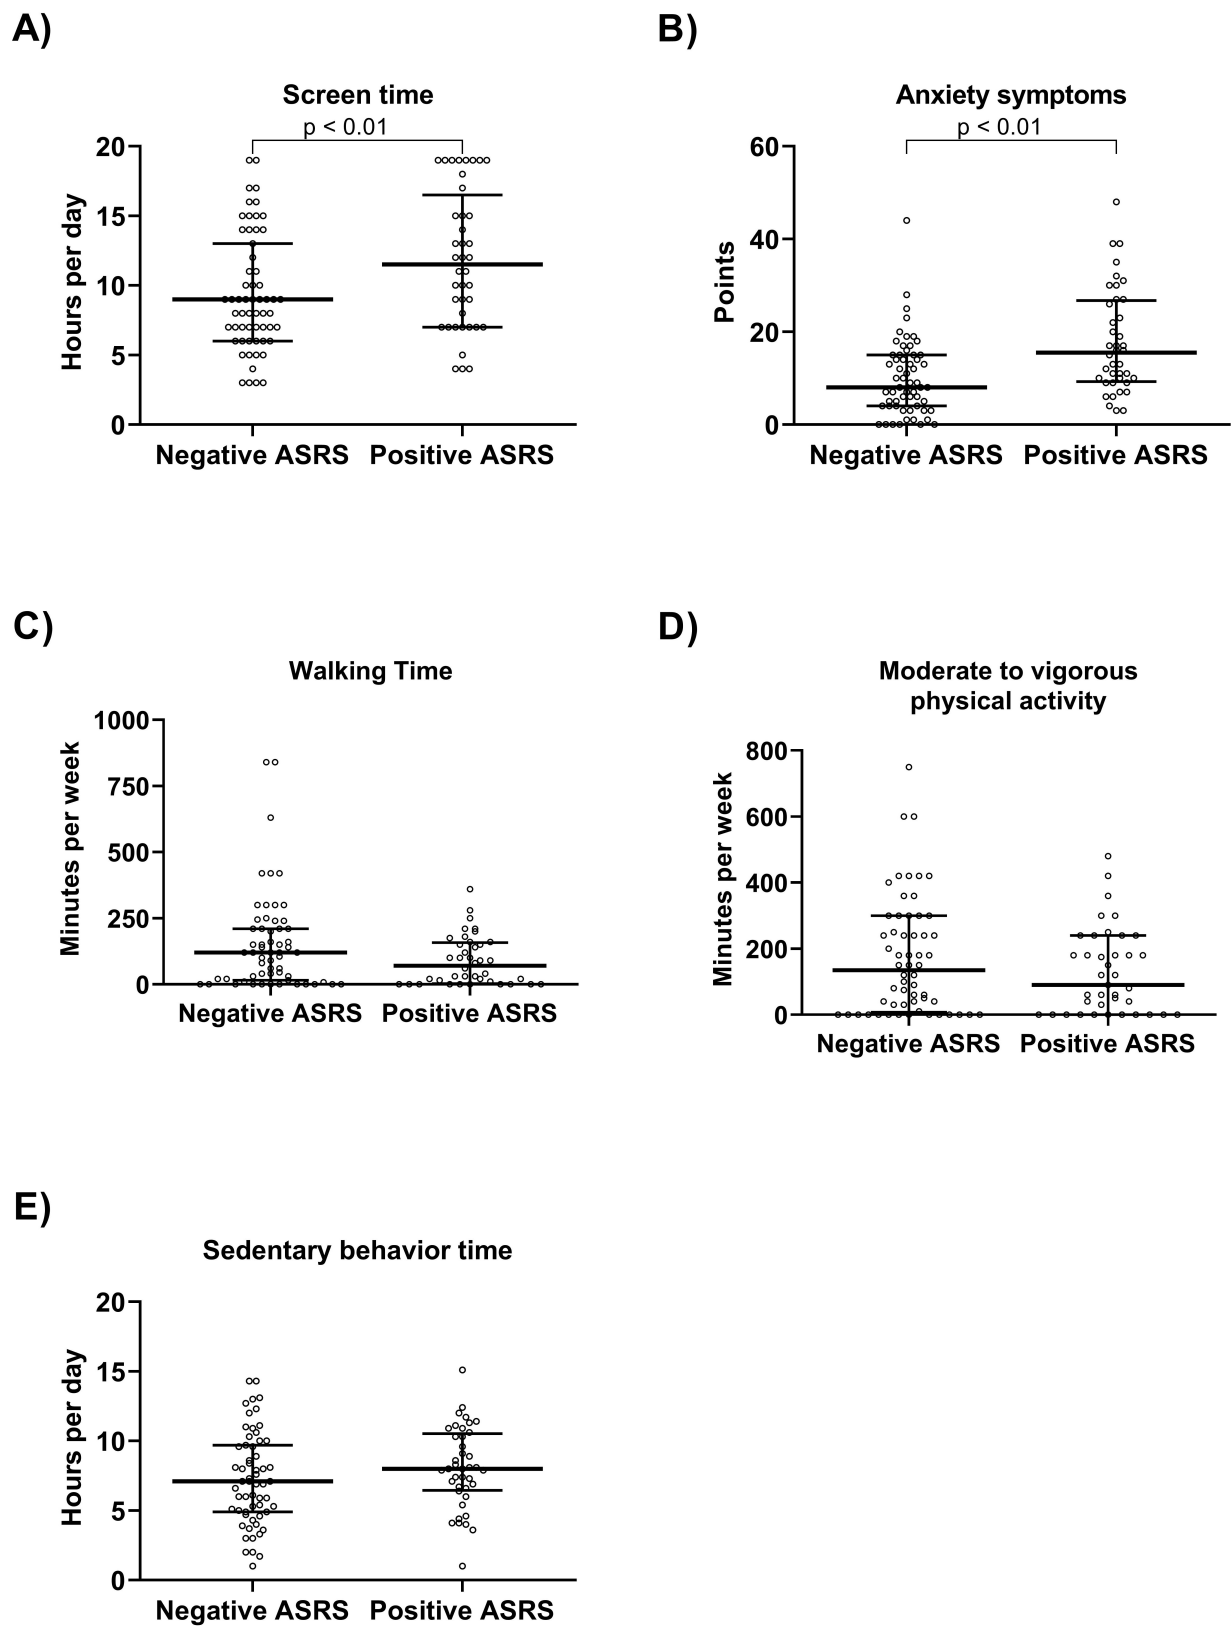 A)
Screen time
p < 0.01
Hours per day
20
15
10
5
0
Negative ASRS
Positive ASRS
B)
Anxiety symptoms
p < 0.01
Points
60
40
20
0
Negative ASRS
Positive ASRS
C)
Walking Time
Minutes per week
1000
750
500
250
0
Negative ASRS
Positive ASRS
D)
Moderate to vigorous
physical activity
Minutes per week
800
600
400
200
0
Negative ASRS
Positive ASRS
E)
Sedentary behavior time
Hours per day
20
15
10
5
0
Negative ASRS
Positive ASRS